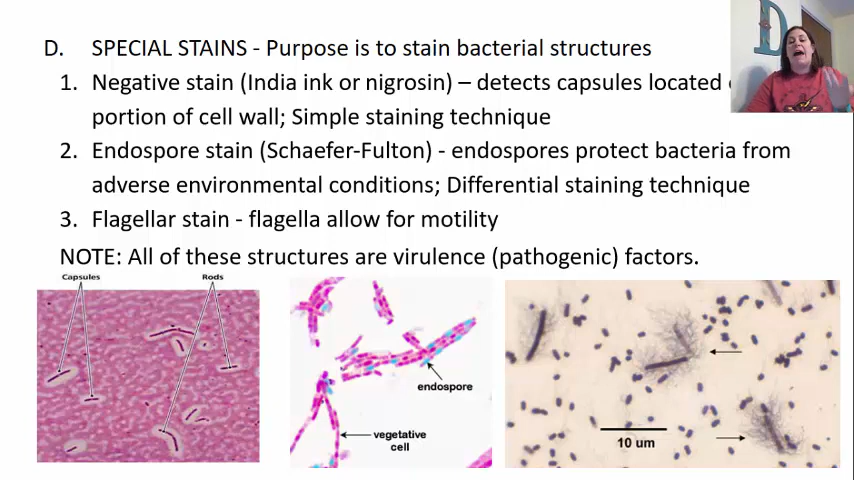 D. SPECIAL STAINS - Purpose is to stain bacterial structures
1. Negative stain (India ink or nigrosin) – detects capsules located
portion of cell wall; Simple staining technique
2. Endospore stain (Schaefer-Fulton) - endospores protect bacteria from
adverse environmental conditions; Differential staining technique
3. Flagellar stain - flagella allow for motility
NOTE: All of these structures are virulence (pathogenic) factors.
Capsules
Rods
endospore
vegetative
cell
10 um
D